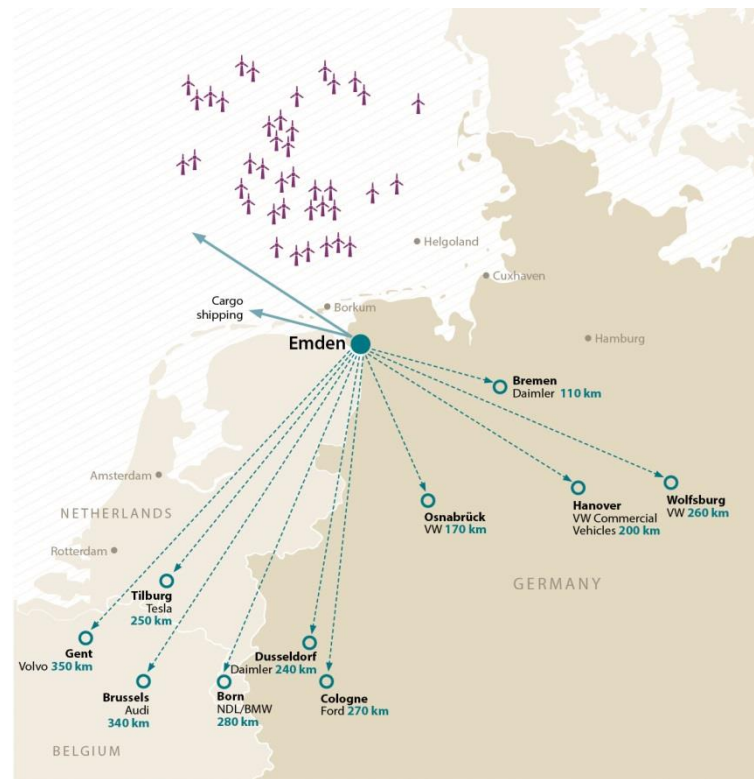 Helgoland
Cuxhaven
Cargo
shipping
Borkum
Emden
Hamburg
Bremen
Daimler 110 km
Amsterdam
NETHERLANDS
Osnabrück
VW 170 km
Hanover
VW Commercial
Vehicles 200 km
Wolfsburg
VW 260 km
Rotterdam
GERMANY
Tilburg
Tesla
250 km
Gent
Volvo 350 km
Dusseldorf
Daimler 240 km
Brussels
Audi
340 km
Born
NDL/BMW
280 km
Cologne
Ford 270 km
BELGIUM